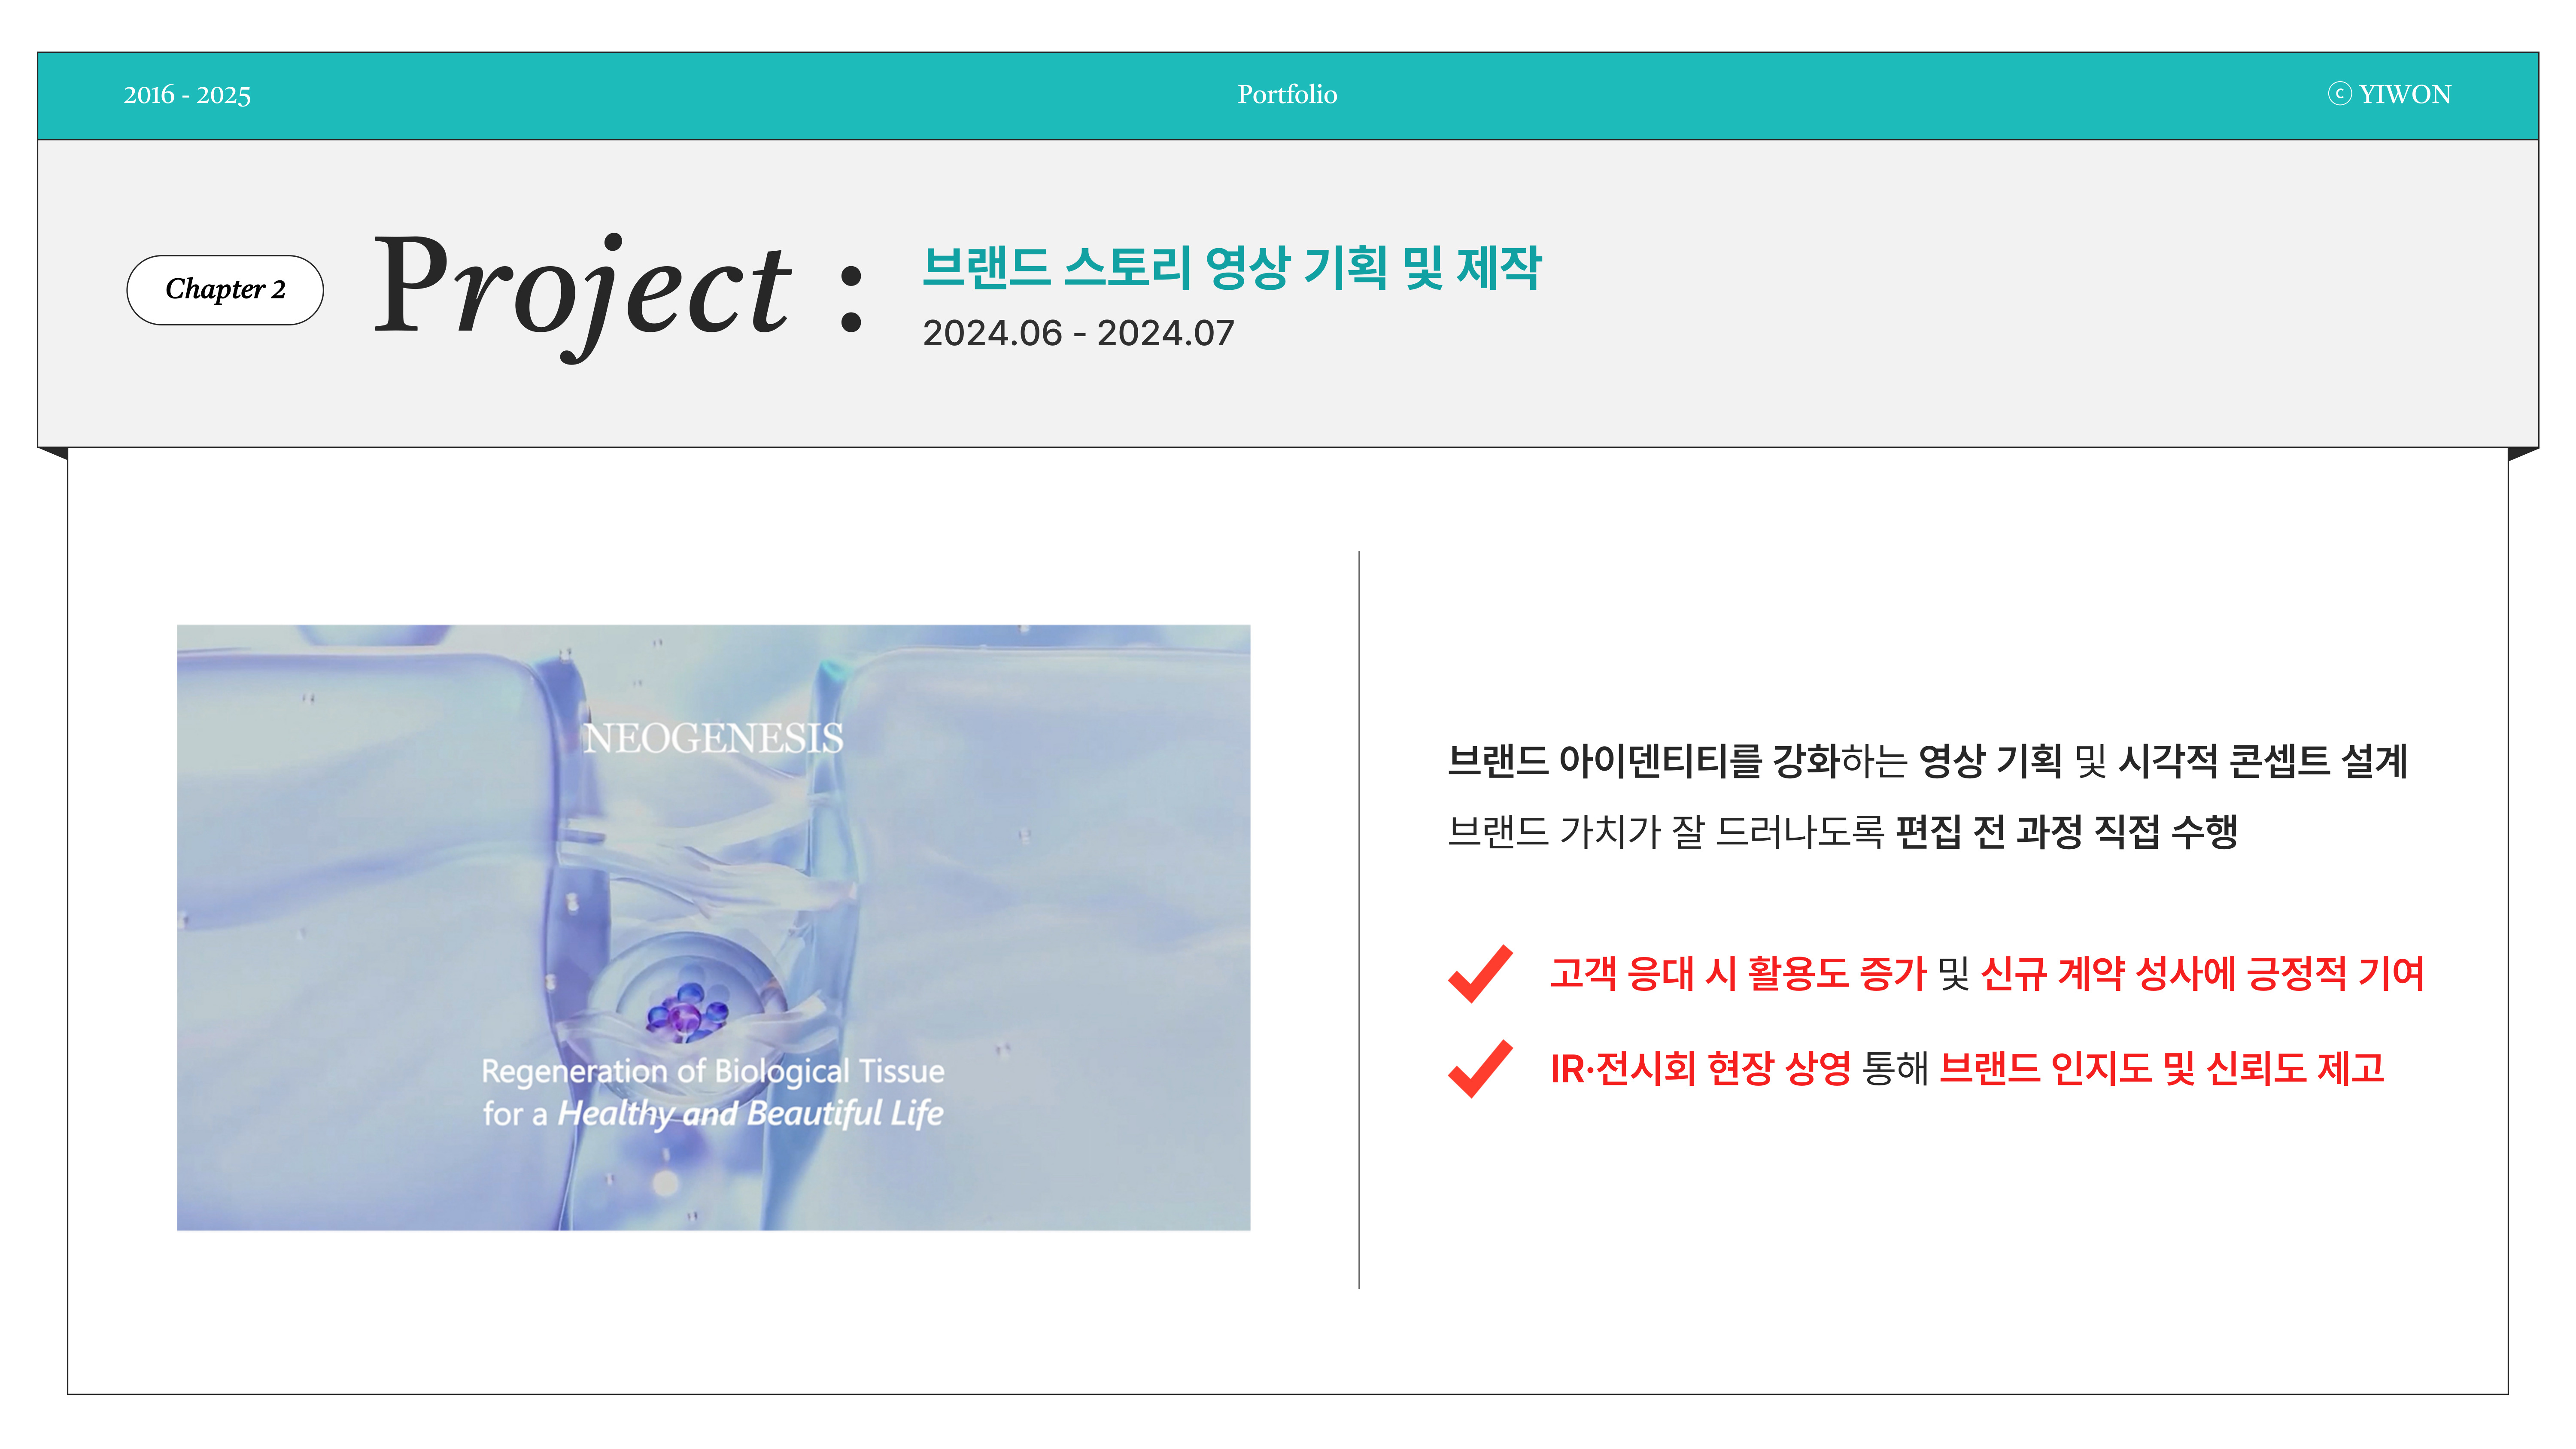 2016 - 2025
Portfolio
ⓒ YIWON
Chapter 2
Project :
브랜드 스토리 영상 기획 및 제작
2024.06 - 2024.07
NEOGENESIS
Regeneration of Biological Tissue
for a Healthy and Beautiful Life
브랜드 아이덴티티를 강화하는 영상 기획 및 시각적 콘셉트 설계
브랜드 가치가 잘 드러나도록 편집 전 과정 직접 수행
고객 응대 시 활용도 증가 및 신규 계약 성사에 긍정적 기여
IR·전시회 현장 상영 통해 브랜드 인지도 및 신뢰도 제고